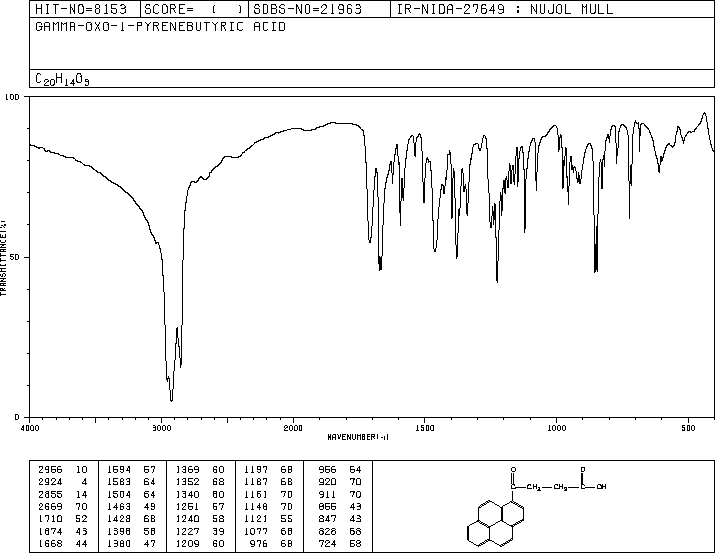 HIT-NO=8153 SCORE= ( ) SDBS-NO=21963 IR-NIDA-27649 : NUJOL MULL
GAMMA-OXO-1-PYRENEBUTYRIC ACID
C20H14O3
100
TRANSMITTANCE(%)
50
0
4000 3000 2000 1500 1000 500
WAVENUMBER(-1)
2956 10 1594 57 1369 60 1197 68 956 64
2924 4 1583 64 1352 68 1187 68 920 70
2855 14 1504 64 1340 60 1161 70 911 70
2669 70 1463 49 1251 57 1148 70 855 43
1710 52 1428 66 1240 58 1121 55 847 43
1674 43 1398 58 1227 39 1077 68 828 68
1668 44 1380 47 1209 60 976 68 724 58
O O
C CH2 CH2 C OH